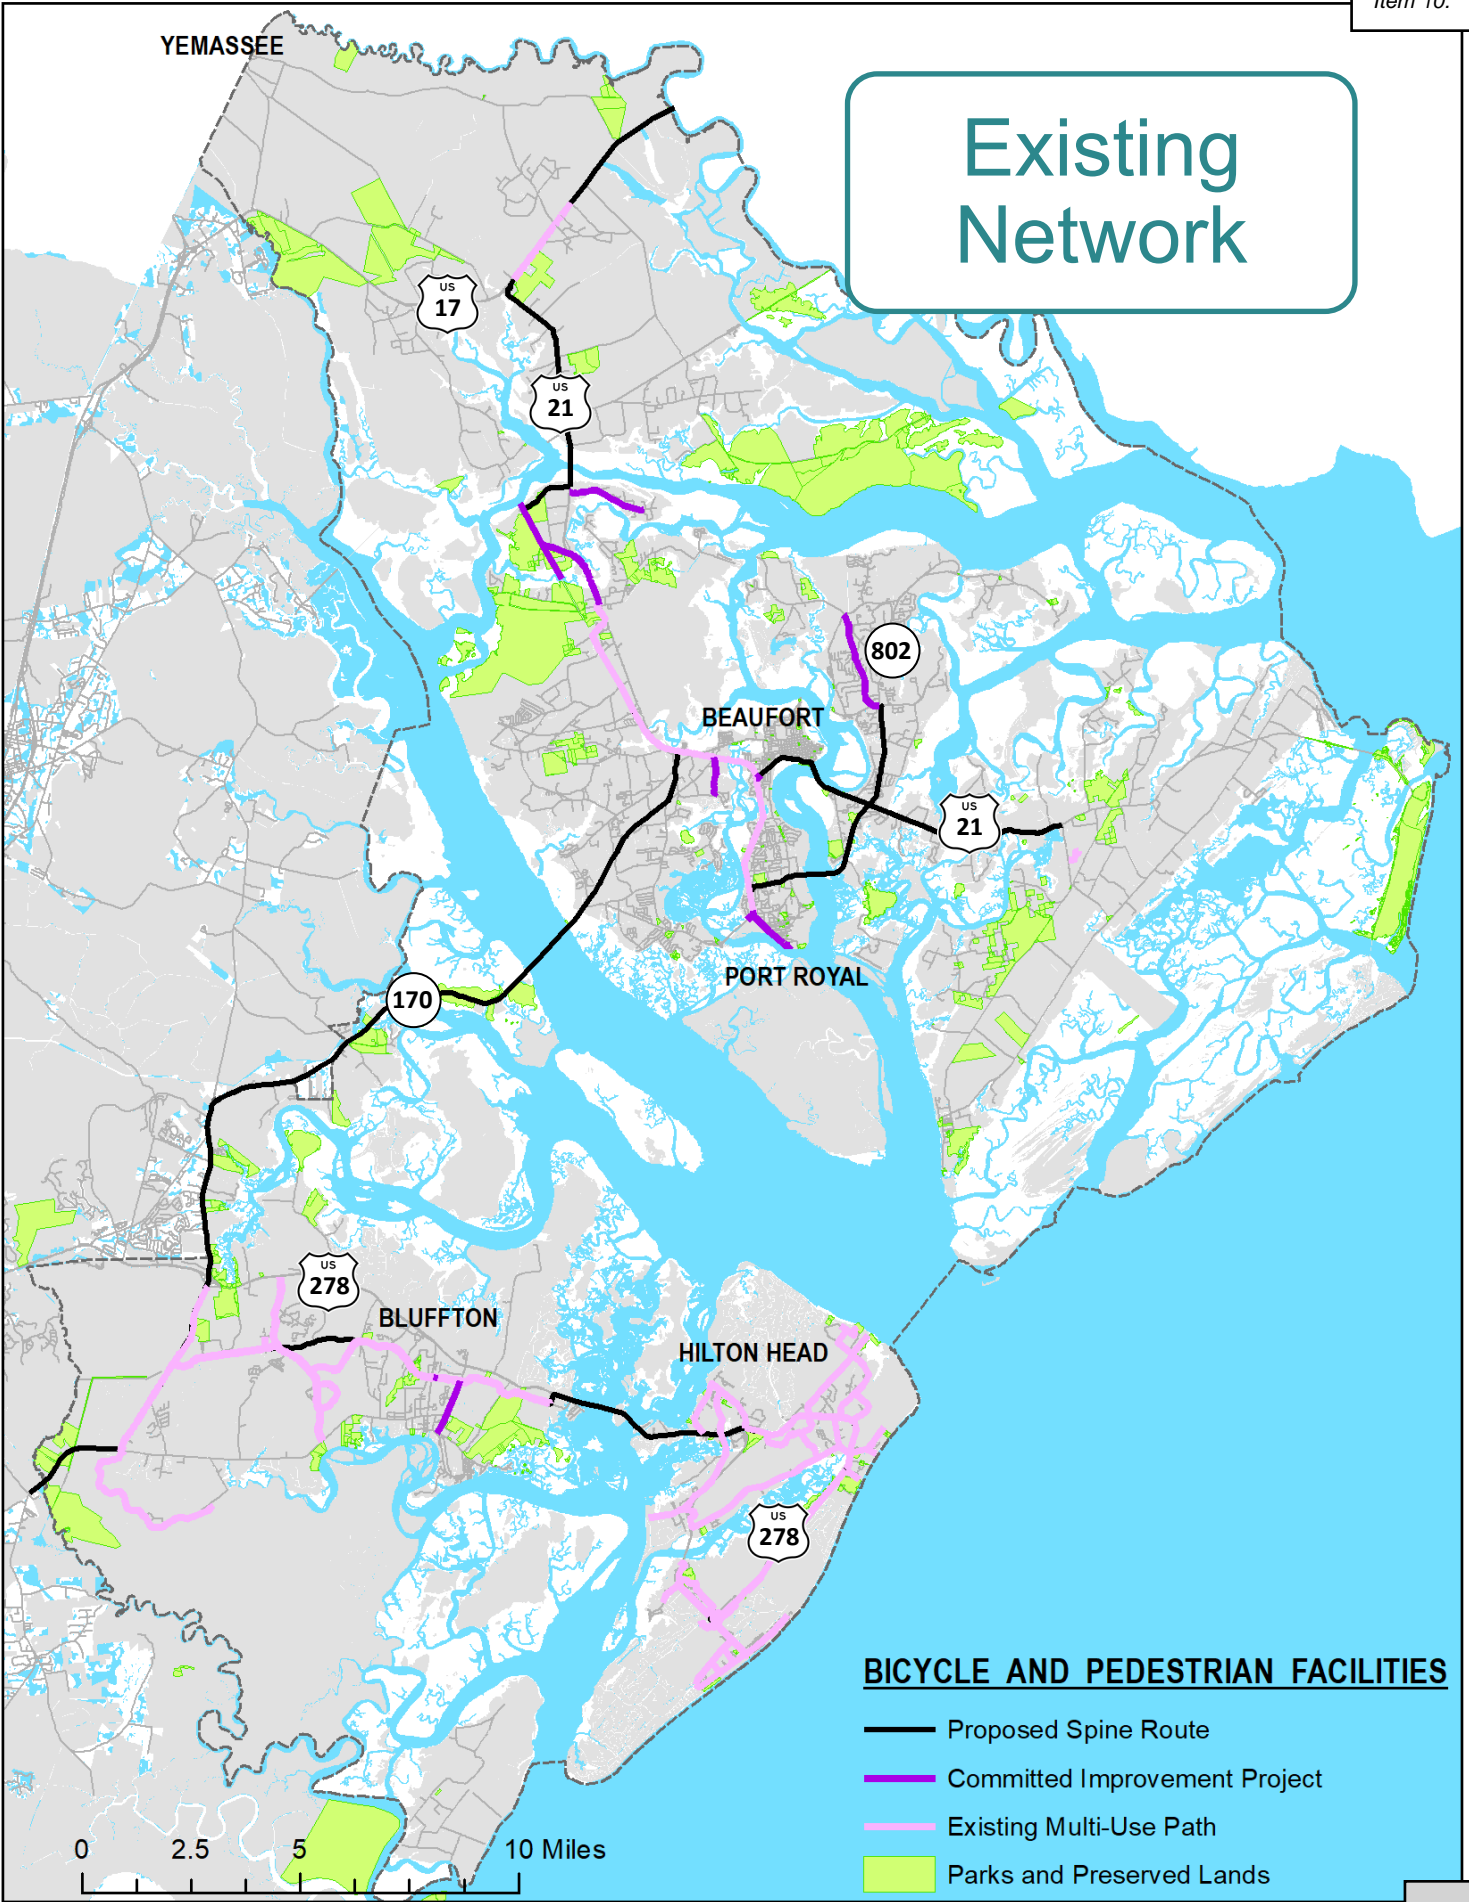 Item 10.
YEMASSEE
Existing
Network
US
17
US
21
802
BEAUFORT
US
21
PORT ROYAL
170
US
278
BLUFFTON
HILTON HEAD
US
278
BICYCLE AND PEDESTRIAN FACILITIES
Proposed Spine Route
Committed Improvement Project
Existing Multi-Use Path
Parks and Preserved Lands
0 2.5 5 10 Miles